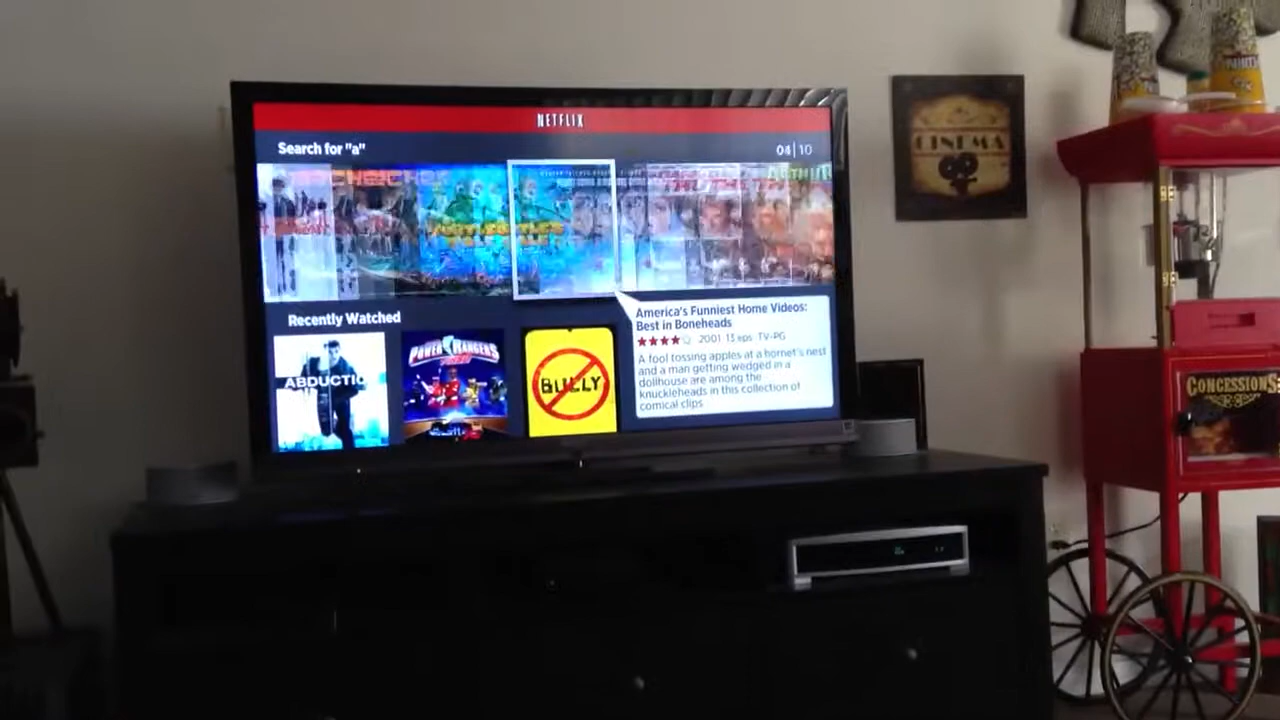 NETFLIX
Search for "a"
04|10
Recently Watched
ABDUCTIO
POWER RANGERS
TURBO
BULLY
America's Funniest Home Videos:
Best in Boneheads
2001 13 eps TV-PG
A fool tossing apples at a hornet's nest
and a man getting wedged in a
dollhouse are among the
knuckleheads in this collection of
comical clips
CINEMA
CONCESSIONS